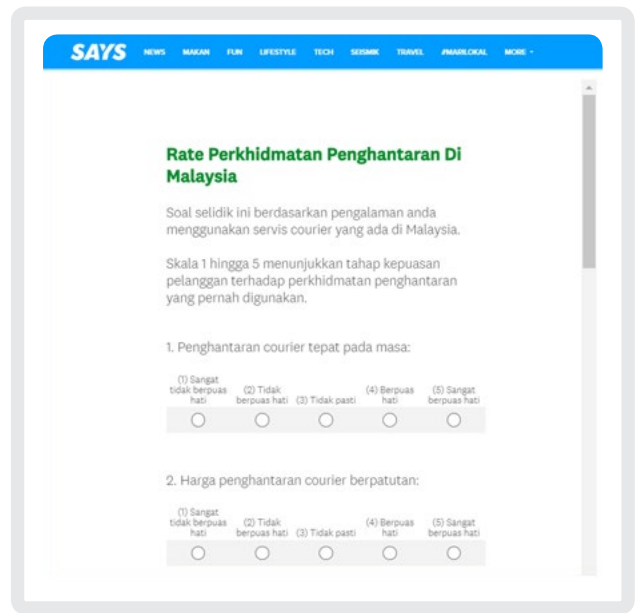 SAYS NEWS MAKAN FUN LIFESTYLE TECH SEISMIK TRAVEL #MARILOKAL MORE
Rate Perkhidmatan Penghantaran Di
Malaysia
Soal selidik ini berdasarkan pengalaman anda
menggunakan servis courier yang ada di Malaysia.
Skala 1 hingga 5 menunjukkan tahap kepuasan
pelanggan terhadap perkhidmatan penghantaran
yang pernah digunakan.
1. Penghantaran courier tepat pada masa:
(1) Sangat
tidak berpuas (2) Tidak (4) Berpuas (5) Sangat
hati berpuas hati (3) Tidak pasti hati berpuas hati
2. Harga penghantaran courier berpatutan:
(1) Sangat
tidak berpuas (2) Tidak (4) Berpuas (5) Sangat
hati berpuas hati (3) Tidak pasti hati berpuas hati